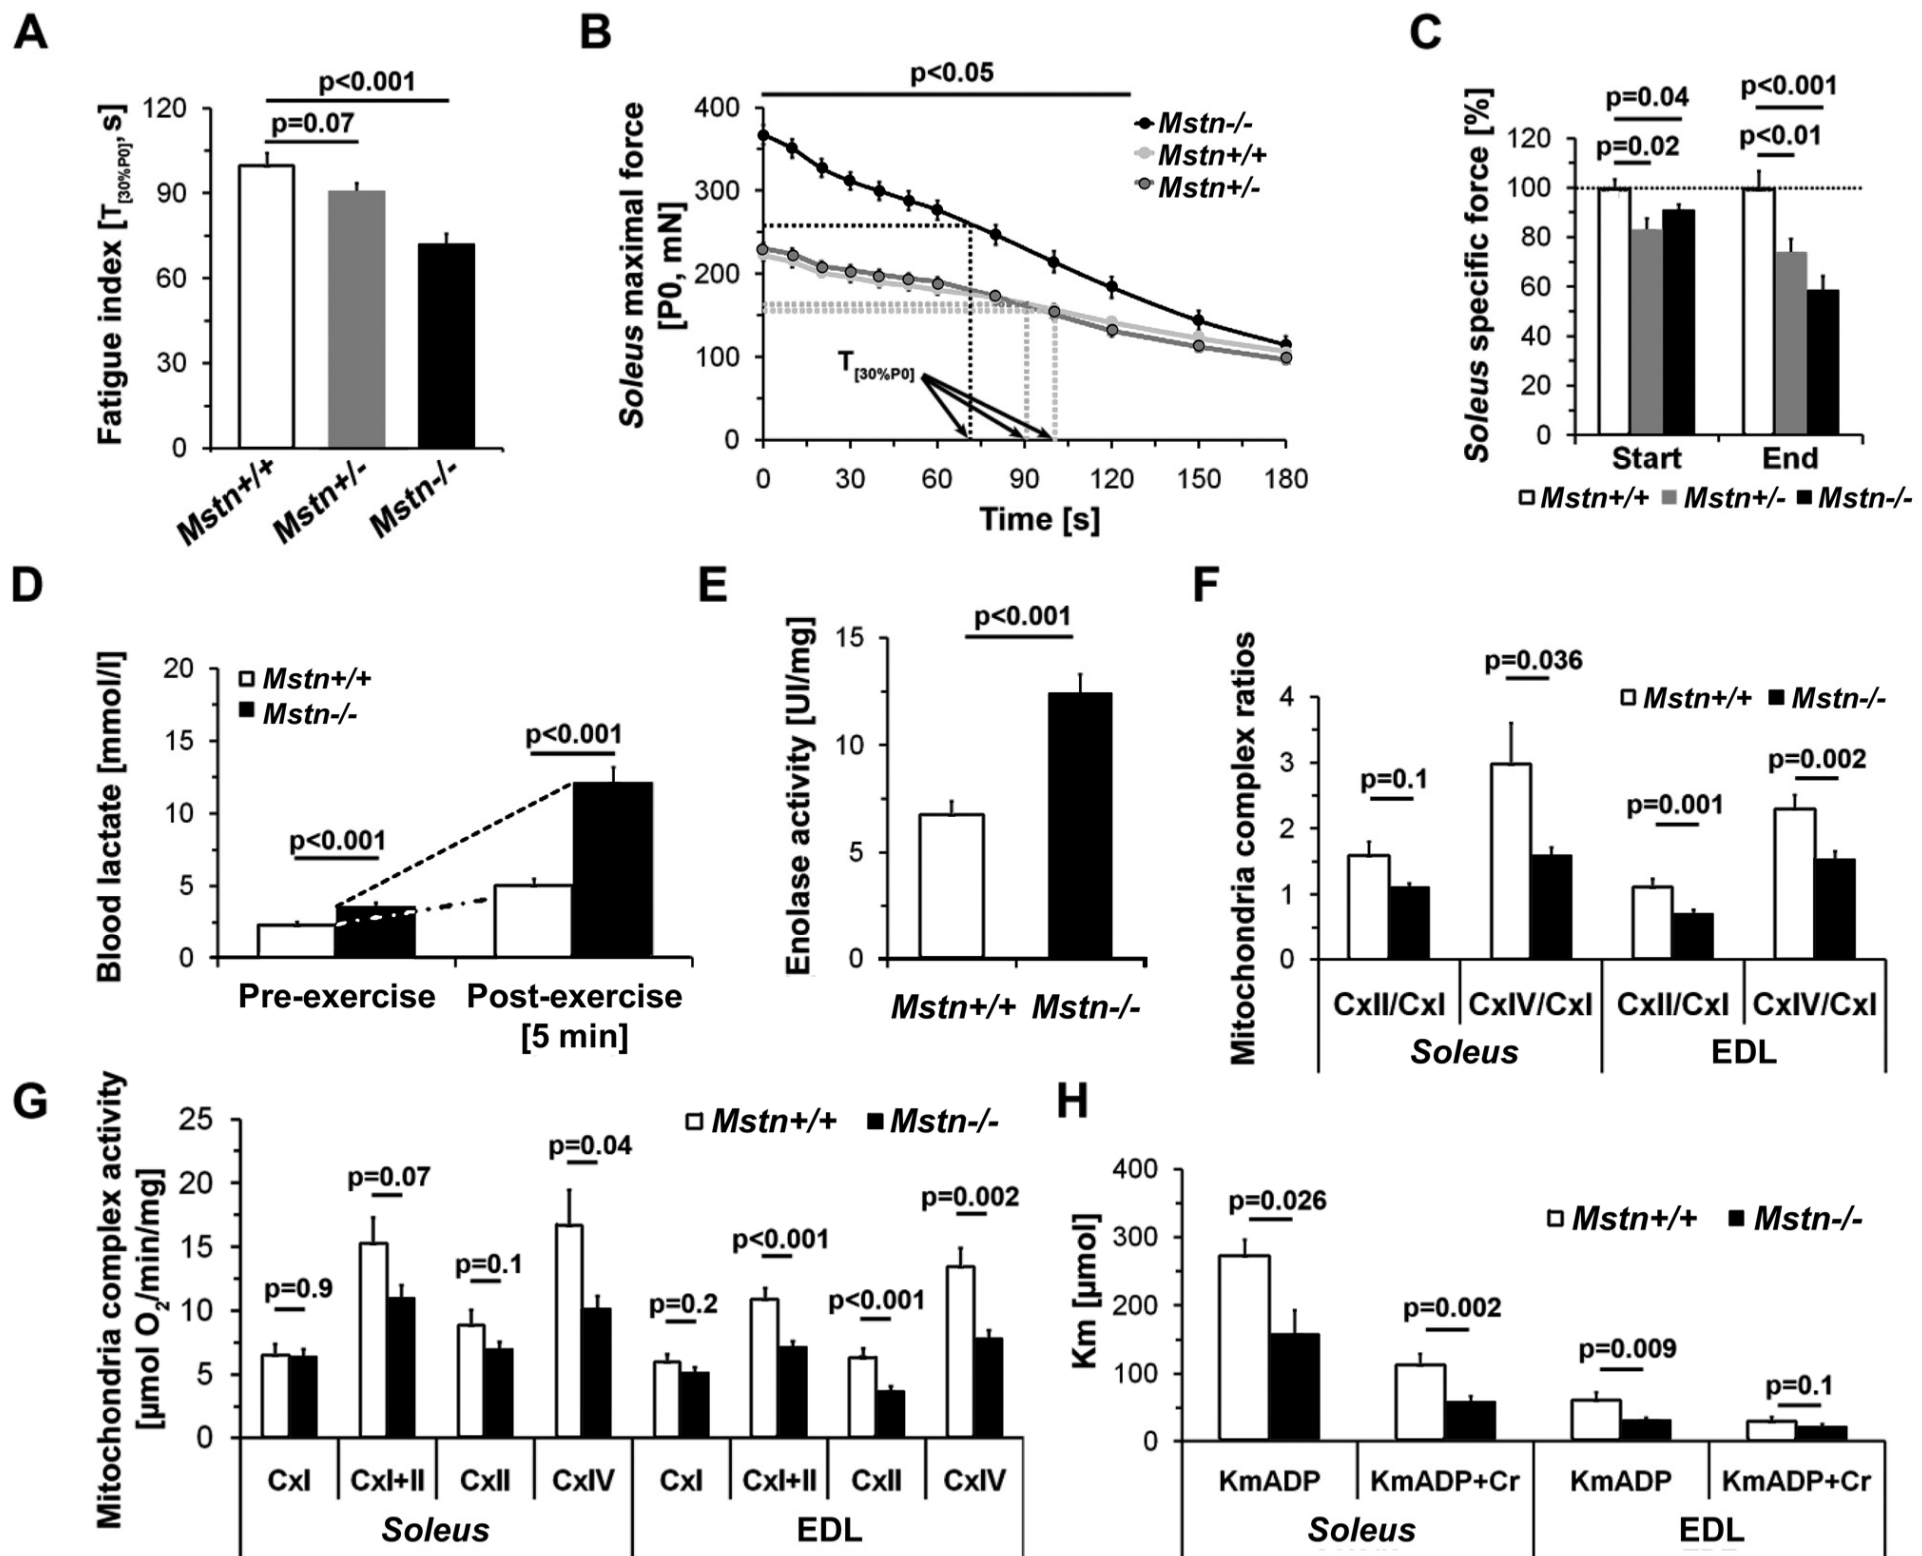 A
Fatigue index [T[30%P0], s]
120
90
60
30
0
p<0.001
p=0.07
Mstn+/+
Mstn+/-
Mstn-/-
B
Soleus maximal force
[P0, mN]
400
300
200
100
0
p<0.05
Mstn-/-
Mstn+/+
Mstn+/-
T[30%P0]
0 30 60 90 120 150 180
Time [s]
C
Soleus specific force [%]
120
100
80
60
40
20
0
p=0.04
p=0.02
p<0.001
p<0.01
Start End
Mstn+/+ Mstn+/- Mstn-/-
D
Blood lactate [mmol/l]
20
15
10
5
0
Mstn+/+
Mstn-/-
p<0.001
p<0.001
Pre-exercise Post-exercise
[5 min]
E
Enolase activity [UI/mg]
15
10
5
0
p<0.001
Mstn+/+ Mstn-/-
F
Mitochondria complex ratios
4
3
2
1
0
Mstn+/+ Mstn-/-
p=0.1
p=0.036
p=0.001
p=0.002
CxII/CxI CxIV/CxI CxII/CxI CxIV/CxI
Soleus EDL
G
Mitochondria complex activity
[µmol O2/min/mg]
25
20
15
10
5
0
Mstn+/+ Mstn-/-
p=0.9
p=0.07
p=0.1
p=0.04
p=0.2
p<0.001
p<0.001
p=0.002
CxI CxI+II CxII CxIV CxI CxI+II CxII CxIV
Soleus EDL
H
Km [µmol]
400
300
200
100
0
Mstn+/+ Mstn-/-
p=0.026
p=0.002
p=0.009
p=0.1
KmADP KmADP+Cr KmADP KmADP+Cr
Soleus EDL